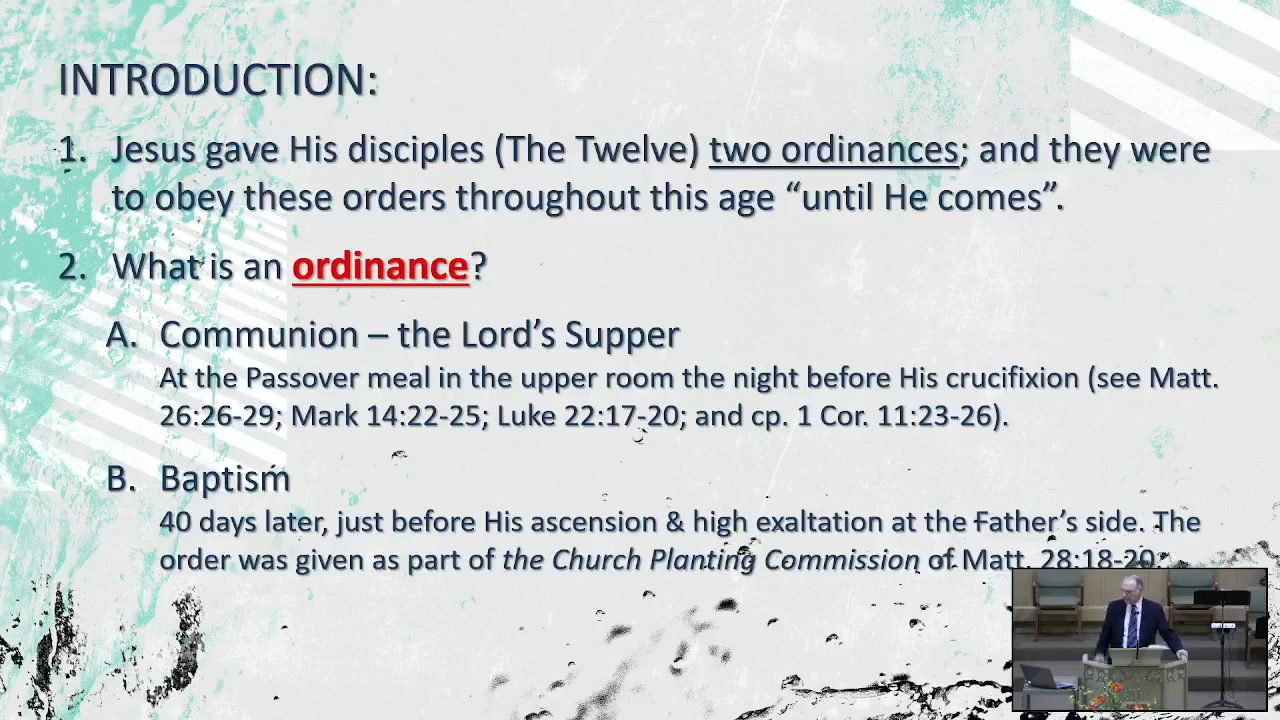 INTRODUCTION:
1. Jesus gave His disciples (The Twelve) two ordinances; and they were
to obey these orders throughout this age “until He comes”.
2. What is an ordinance?
A. Communion – the Lord’s Supper
At the Passover meal in the upper room the night before His crucifixion (see Matt.
26:26-29; Mark 14:22-25; Luke 22:17-20; and cp. 1 Cor. 11:23-26).
B. Baptism
40 days later, just before His ascension & high exaltation at the Father’s side. The
order was given as part of the Church Planting Commission of Matt. 28:18-20.